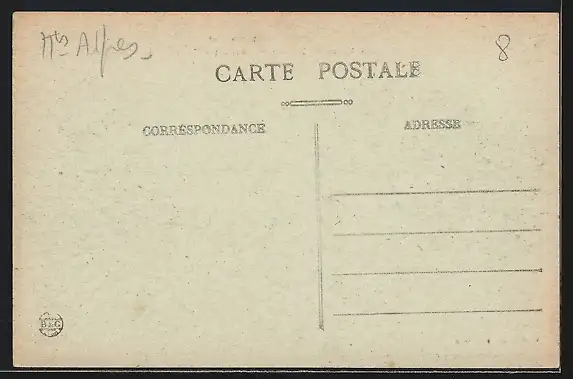 Htes Alpes
8
CARTE POSTALE
CORRESPONDANCE
ADRESSE
B & G